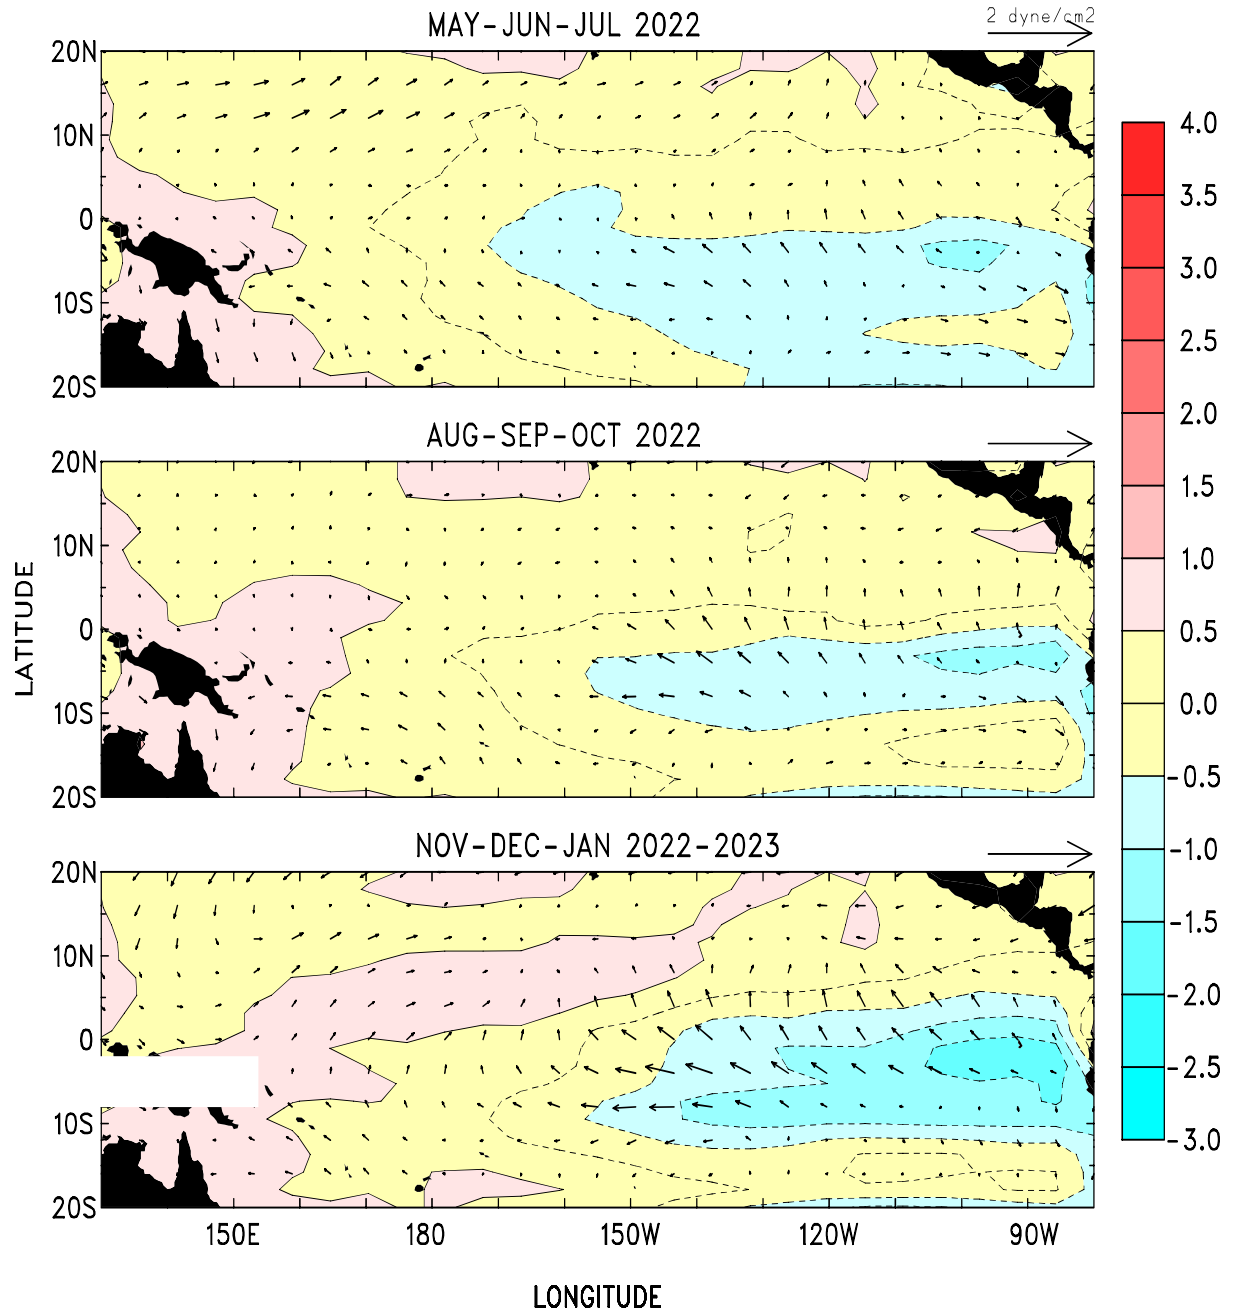 MAY-JUN-JUL 2022
2 dyne/cm2
20N
10N
0
10S
20S
AUG-SEP-OCT 2022
20N
10N
0
10S
20S
LATITUDE
NOV-DEC-JAN 2022-2023
20N
10N
0
10S
20S
150E 180 150W 120W 90W
LONGITUDE
4.0
3.5
3.0
2.5
2.0
1.5
1.0
0.5
0.0
-0.5
-1.0
-1.5
-2.0
-2.5
-3.0